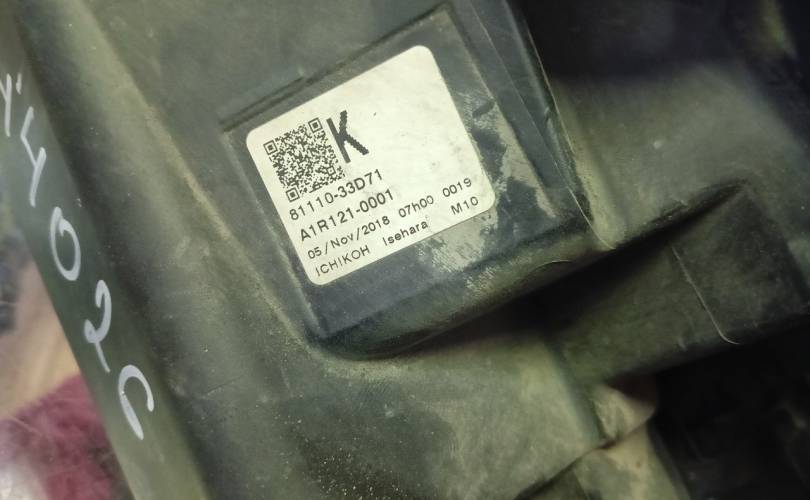 K
81110-33D71
A1R121-0001
05/Nov/2018 07h00 0019
ICHIKOH Isehara M10